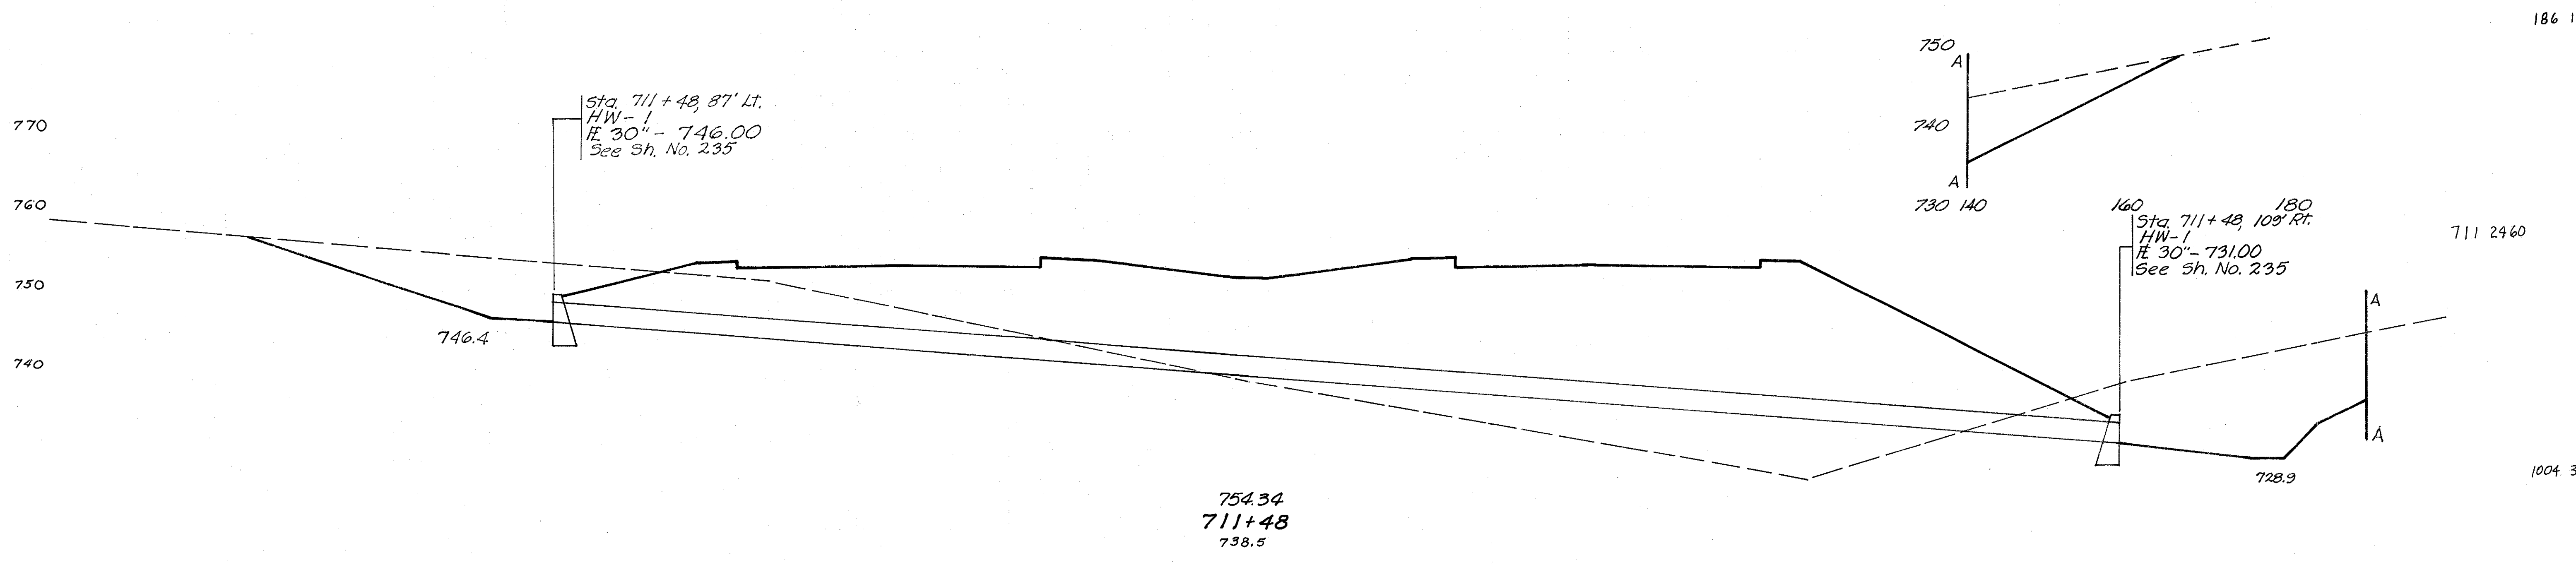 186 1
750
A
Sta. 711+48, 87' Lt.
HW-1
FE 30" - 746.00
See Sh. No. 235
770
740
A
760
730 140 160 180
Sta. 711+48, 109' Rt.
HW-1
FE 30" - 731.00
See Sh. No. 235
711 2460
750
A
746.4
740
A
728.9
1004 3
754.34
711+48
738.5